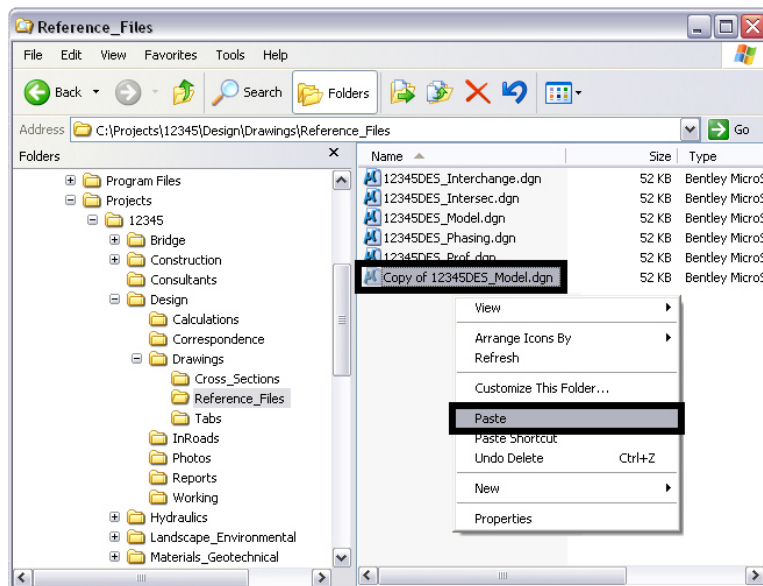 Reference_Files
File Edit View Favorites Tools Help
Back Search Folders
Address C:\Projects\12345\Design\Drawings\Reference_Files Go
Folders
Program Files
Projects
12345
Bridge
Construction
Consultants
Design
Calculations
Correspondence
Drawings
Cross_Sections
Reference_Files
Tabs
InRoads
Photos
Reports
Working
Hydraulics
Landscape_Environmental
Materials_Geotechnical
Name Size Type
12345DES_Interchange.dgn 52 KB Bentley MicroS
12345DES_Intersec.dgn 52 KB Bentley MicroS
12345DES_Model.dgn 52 KB Bentley MicroS
12345DES_Phasing.dgn 52 KB Bentley MicroS
12345DES_Prof.dgn 52 KB Bentley MicroS
Copy of 12345DES_Model.dgn 52 KB Bentley MicroS
View
Arrange Icons By
Refresh
Customize This Folder...
Paste
Paste Shortcut
Undo Delete Ctrl+Z
New
Properties